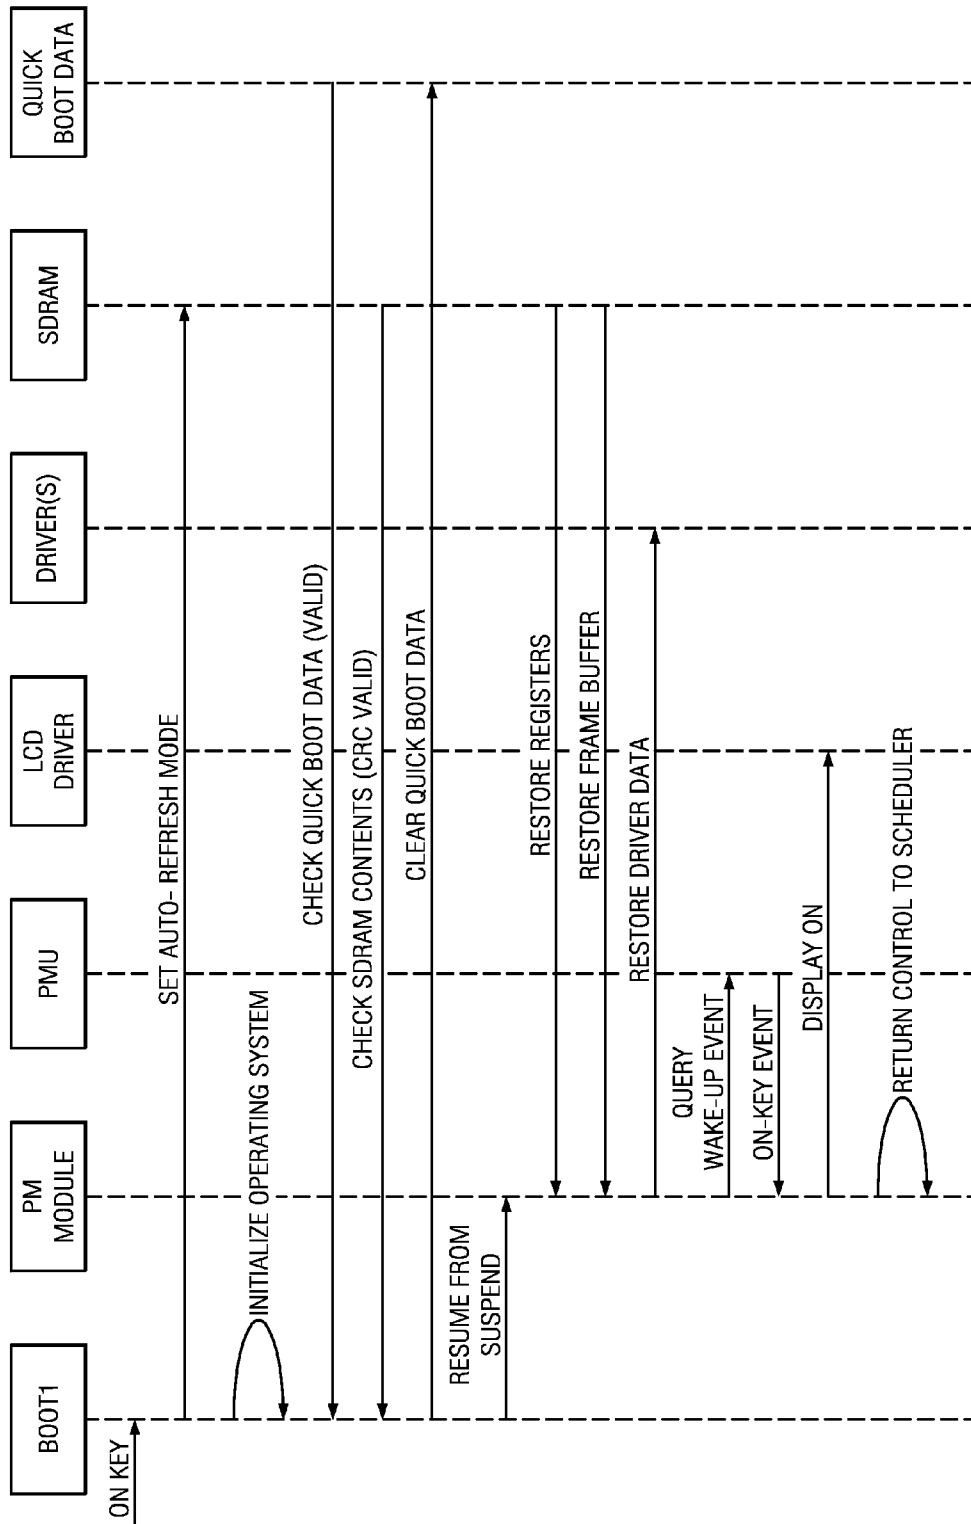 BOOT1
PM
MODULE
PMU
LCD
DRIVER
DRIVER(S)
SDRAM
QUICK
BOOT DATA
ON KEY
SET AUTO- REFRESH MODE
INITIALIZE OPERATING SYSTEM
CHECK QUICK BOOT DATA (VALID)
CHECK SDRAM CONTENTS (CRC VALID)
CLEAR QUICK BOOT DATA
RESUME FROM
SUSPEND
RESTORE REGISTERS
RESTORE FRAME BUFFER
RESTORE DRIVER DATA
QUERY
WAKE-UP EVENT
ON-KEY EVENT
DISPLAY ON
RETURN CONTROL TO SCHEDULER